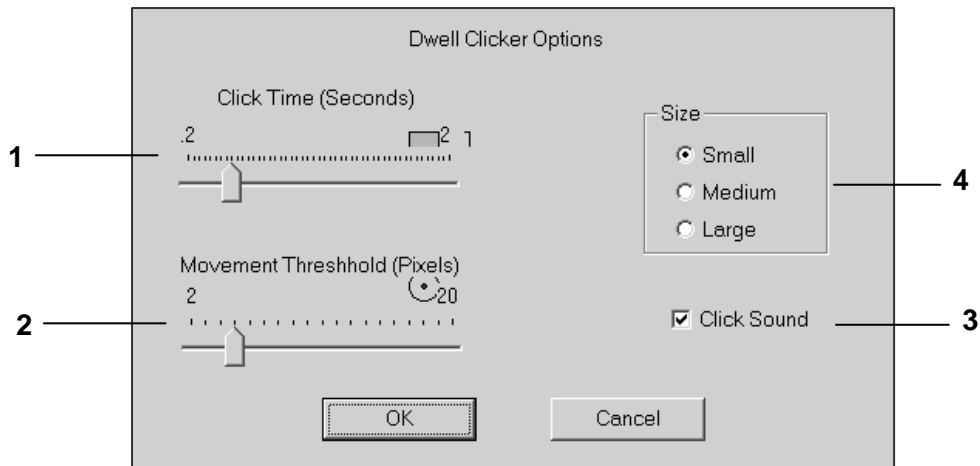 Dwell Clicker Options
Click Time (Seconds)
.2 2
1
Movement Threshhold (Pixels)
2 20
2
Size
Small
Medium
Large
4
Click Sound
3
OK Cancel